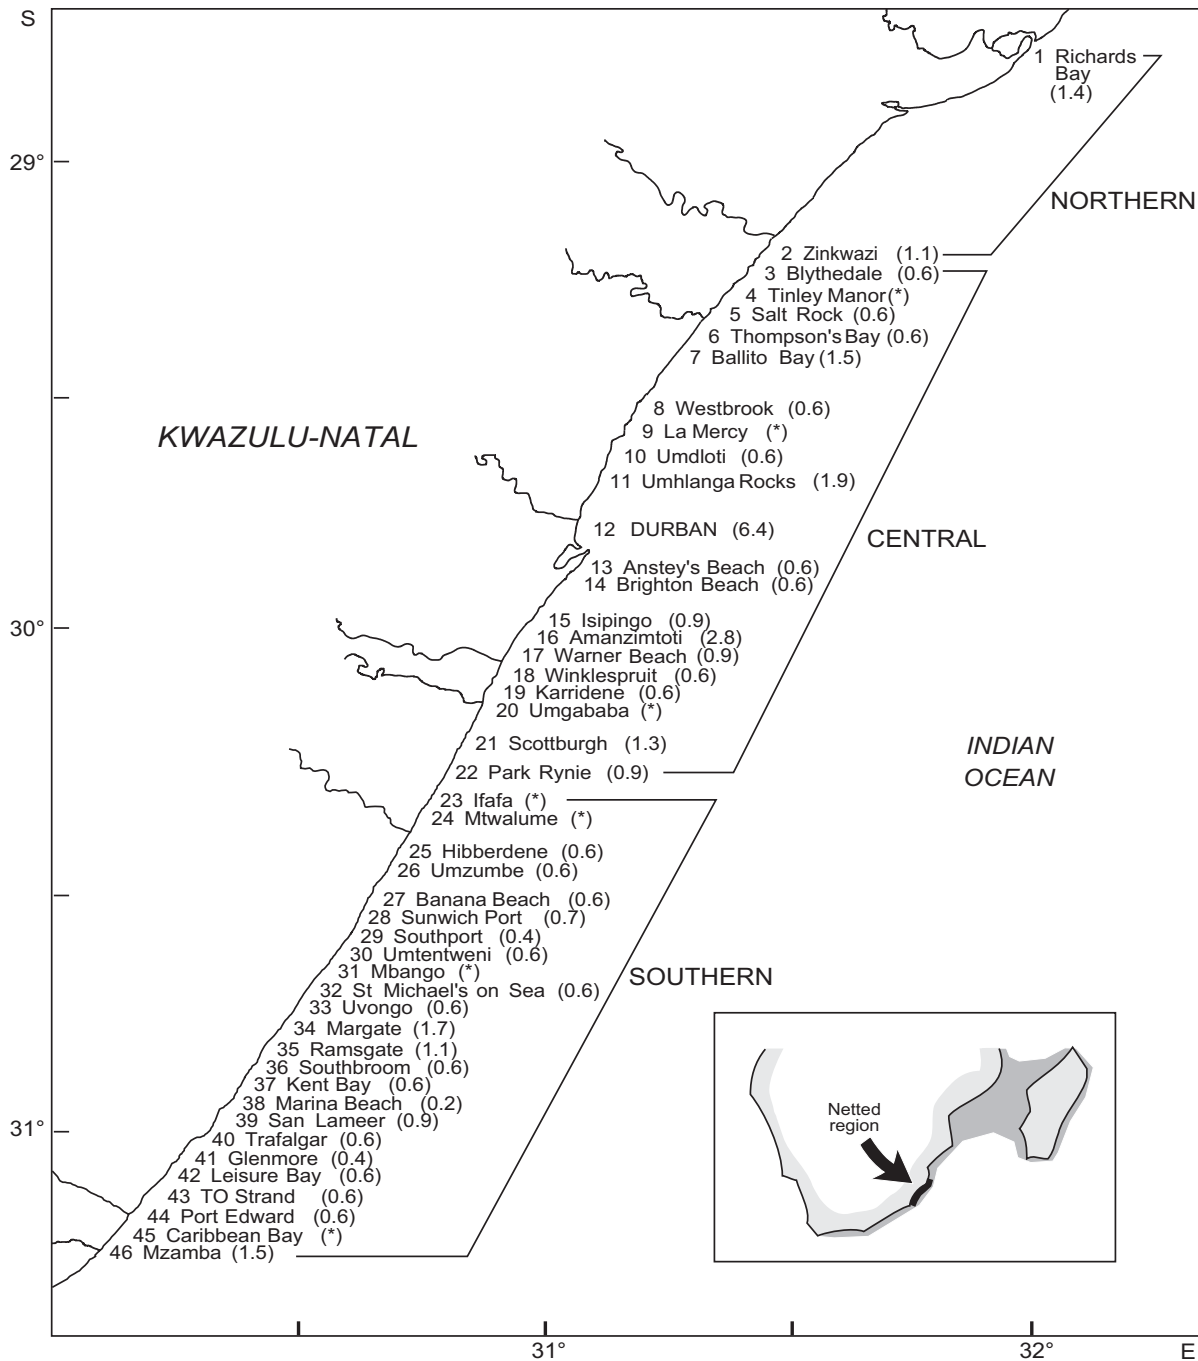 S
1 Richards
Bay
(1.4)
29°
NORTHERN
2 Zinkwazi (1.1)
3 Blythedale (0.6)
4 Tinley Manor(*)
5 Salt Rock (0.6)
6 Thompson's Bay (0.6)
7 Ballito Bay (1.5)
8 Westbrook (0.6)
KWAZULU-NATAL
9 La Mercy (*)
10 Umdloti (0.6)
11 Umhlanga Rocks (1.9)
12 DURBAN (6.4)
CENTRAL
13 Anstey's Beach (0.6)
14 Brighton Beach (0.6)
15 Isipingo (0.9)
30°
16 Amanzimtoti (2.8)
17 Warner Beach (0.9)
18 Winklespruit (0.6)
19 Karridene (0.6)
20 Umgababa (*)
21 Scottburgh (1.3)
INDIAN
OCEAN
22 Park Rynie (0.9)
23 Ifafa (*)
24 Mtwalume (*)
25 Hibberdene (0.6)
26 Umzumbe (0.6)
27 Banana Beach (0.6)
28 Sunwich Port (0.7)
29 Southport (0.4)
30 Umtentweni (0.6)
31 Mbango (*)
SOUTHERN
32 St Michael's on Sea (0.6)
33 Uvongo (0.6)
34 Margate (1.7)
35 Ramsgate (1.1)
36 Southbroom (0.6)
37 Kent Bay (0.6)
38 Marina Beach (0.2)
39 San Lameer (0.9)
31°
40 Trafalgar (0.6)
41 Glenmore (0.4)
42 Leisure Bay (0.6)
43 TO Strand (0.6)
44 Port Edward (0.6)
45 Caribbean Bay (*)
46 Mzamba (1.5)
Netted
region
31°
32°
E